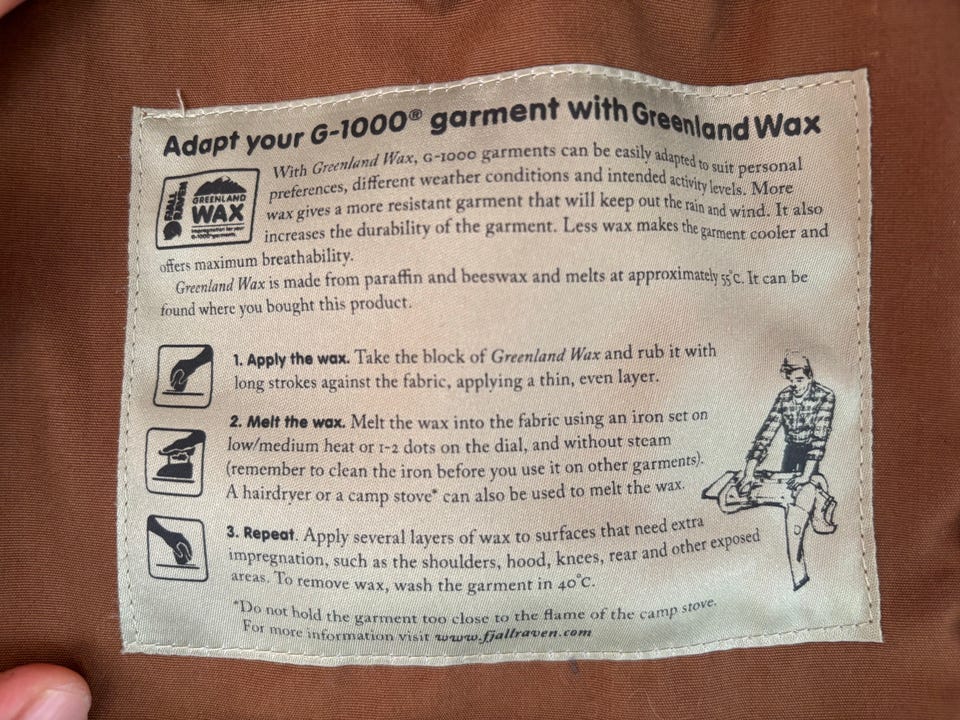 Adapt your G-1000® garment with Greenland Wax
FJÄLL RÄVEN
GREENLAND
WAX
Impregnation for your
G-1000® garments.
With Greenland Wax, G-1000 garments can be easily adapted to suit personal
preferences, different weather conditions and intended activity levels. More
wax gives a more resistant garment that will keep out the rain and wind. It also
increases the durability of the garment. Less wax makes the garment cooler and
offers maximum breathability.
Greenland Wax is made from paraffin and beeswax and melts at approximately 55°C. It can be
found where you bought this product.
1. Apply the wax. Take the block of Greenland Wax and rub it with
long strokes against the fabric, applying a thin, even layer.
2. Melt the wax. Melt the wax into the fabric using an iron set on
low/medium heat or 1-2 dots on the dial, and without steam
(remember to clean the iron before you use it on other garments).
A hairdryer or a camp stove* can also be used to melt the wax.
3. Repeat. Apply several layers of wax to surfaces that need extra
impregnation, such as the shoulders, hood, knees, rear and other exposed
areas. To remove wax, wash the garment in 40°C.
*Do not hold the garment too close to the flame of the camp stove.
For more information visit www.fjallraven.com